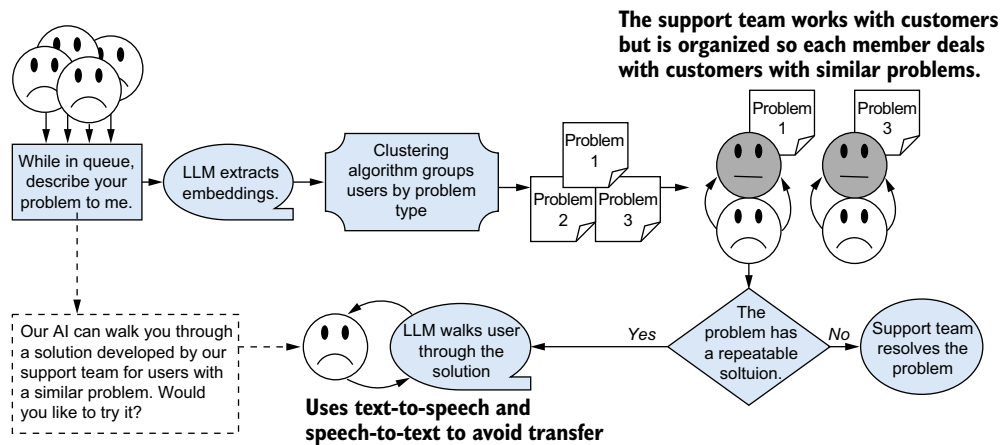 The support team works with customers
but is organized so each member deals
with customers with similar problems.
While in queue,
describe your
problem to me.
LLM extracts
embeddings.
Clustering
algorithm groups
users by problem
type
Problem
1
Problem
2
Problem
3
Problem
1
Problem
3
Our AI can walk you through
a solution developed by our
support team for users with
a similar problem. Would
you like to try it?
LLM walks user
through the
solution
Yes
The
problem has
a repeatable
soltuion.
No
Support team
resolves the
problem
Uses text-to-speech and
speech-to-text to avoid transfer